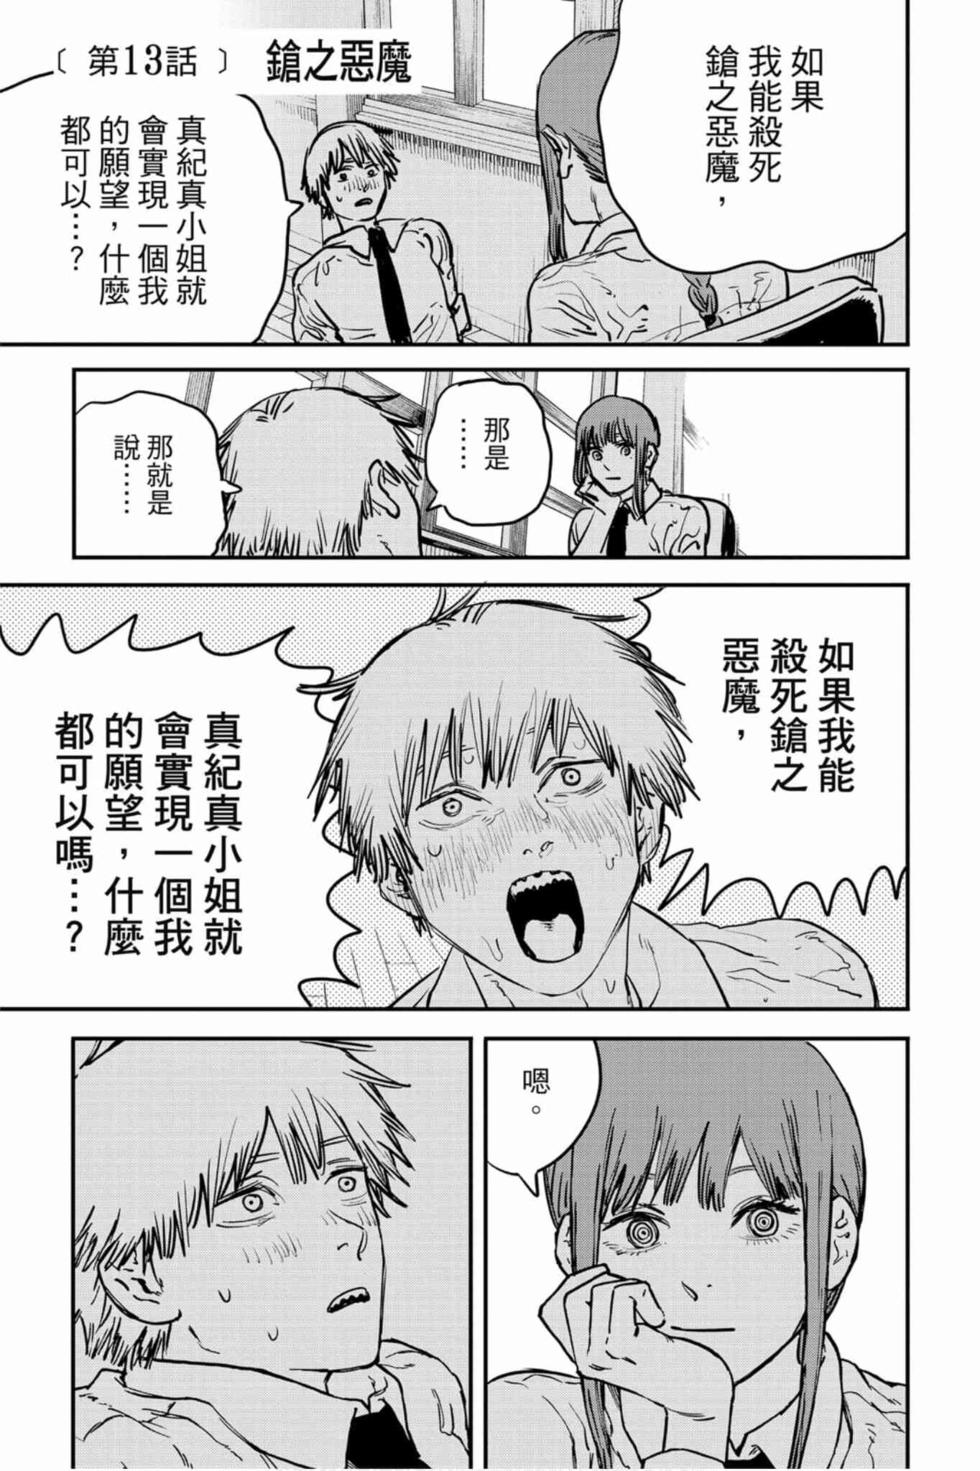 〔 第13話 〕 鎗之惡魔
如果
我能殺死
鎗之惡魔，
真紀真小姐就
會實現一個我
的願望，什麼
都可以…？
那是
……
那就是
說……
如果我能
殺死鎗之
惡魔，
真紀真小姐就
會實現一個我
的願望，什麼
都可以嗎…？
嗯。